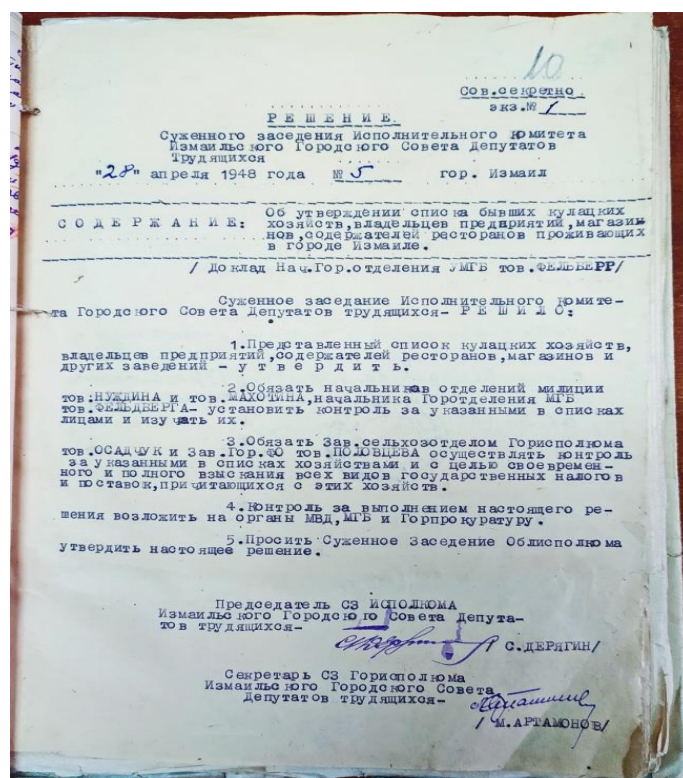 10
Сов.секретно.
экз.№ 1
Р Е Ш Е Н И Е.
Суженного заседания Исполнительного комитета
Измаильского Городского Совета Депутатов
Трудящихся
"28" апреля 1948 года № 5 гор. Измаил
С О Д Е Р Ж А Н И Е: Об утверждении списка бывших кулацких
хозяйств,владельцев предприятий,магази-
нов,содержателей ресторанов проживающих
в городе Измаиле.
/ Доклад Нач.Гор.отделения УМГБ тов.ФЕЛЬБЕРР/
Суженное заседание Исполнительного комите-
та Городского Совета Депутатов трудящихся- Р Е Ш И Л О:
1.Представленный список кулацких хозяйств,
владельцев предприятий,содержателей ресторанов,магазинов и
других заведений - у т в е р д и т ь.
2.Обязать начальников отделений милиции
тов.НУЖДИНА и тов.МАХОТИНА,начальника Горотделения МГБ
тов.ФЕЛЬДБЕРГА- установить контроль за указанными в списках
лицами и изучать их.
3.Обязать Зав.сельхозотделом Горисполкома
тов.ОСАДЧУК и Зав.Гор.ФО тов.ПОЛОВЦЕВА осуществлять контроль
за указанными в списках хозяйствами и с целью своевремен-
ного и полного взыскания всех видов государственных налогов
и поставок,причитающихся с этих хозяйств.
4.Контроль за выполнением настоящего ре-
шения возложить на органы МВД,МГБ и Горпрокуратуру.
5.Просить Суженное Заседение Облисполкома
утвердить настоящее решение.
Председатель СЗ ИСПОЛКОМА
Измаильского Городского Совета Депута-
тов трудящихся-
/ С.ДЕРЯГИН/
Секретарь СЗ Горисполкома
Измаильского Городского Совета
Депутатов трудящихся-
/ М.АРТАМОНОВ/